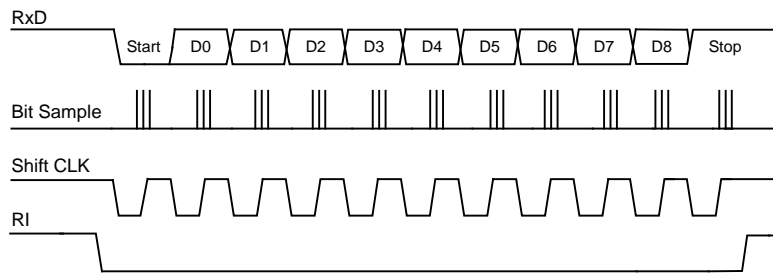 RxD
Start D0 D1 D2 D3 D4 D5 D6 D7 D8 Stop
Bit Sample
Shift CLK
RI